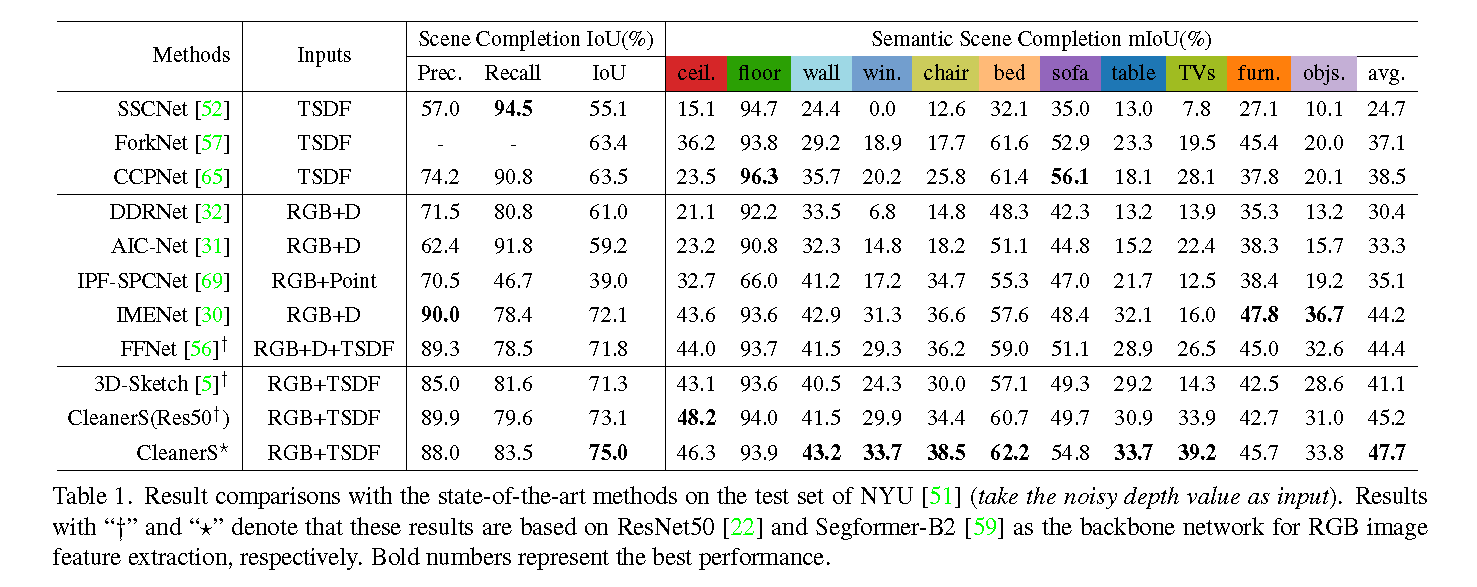 Methods Inputs Scene Completion IoU(%) Semantic Scene Completion mIoU(%)
Prec. Recall IoU ceil. floor wall win. chair bed sofa table TVs furn. objs. avg.
SSCNet [52] TSDF 57.0 94.5 55.1 15.1 94.7 24.4 0.0 12.6 32.1 35.0 13.0 7.8 27.1 10.1 24.7
ForkNet [57] TSDF - - 63.4 36.2 93.8 29.2 18.9 17.7 61.6 52.9 23.3 19.5 45.4 20.0 37.1
CCPNet [65] TSDF 74.2 90.8 63.5 23.5 96.3 35.7 20.2 25.8 61.4 56.1 18.1 28.1 37.8 20.1 38.5
DDRNet [32] RGB+D 71.5 80.8 61.0 21.1 92.2 33.5 6.8 14.8 48.3 42.3 13.2 13.9 35.3 13.2 30.4
AIC-Net [31] RGB+D 62.4 91.8 59.2 23.2 90.8 32.3 14.8 18.2 51.1 44.8 15.2 22.4 38.3 15.7 33.3
IPF-SPCNet [69] RGB+Point 70.5 46.7 39.0 32.7 66.0 41.2 17.2 34.7 55.3 47.0 21.7 12.5 38.4 19.2 35.1
IMENet [30] RGB+D 90.0 78.4 72.1 43.6 93.6 42.9 31.3 36.6 57.6 48.4 32.1 16.0 47.8 36.7 44.2
FFNet [56]† RGB+D+TSDF 89.3 78.5 71.8 44.0 93.7 41.5 29.3 36.2 59.0 51.1 28.9 26.5 45.0 32.6 44.4
3D-Sketch [5]† RGB+TSDF 85.0 81.6 71.3 43.1 93.6 40.5 24.3 30.0 57.1 49.3 29.2 14.3 42.5 28.6 41.1
CleanerS(Res50†) RGB+TSDF 89.9 79.6 73.1 48.2 94.0 41.5 29.9 34.4 60.7 49.7 30.9 33.9 42.7 31.0 45.2
CleanerS⋆ RGB+TSDF 88.0 83.5 75.0 46.3 93.9 43.2 33.7 38.5 62.2 54.8 33.7 39.2 45.7 33.8 47.7
Table 1. Result comparisons with the state-of-the-art methods on the test set of NYU [51] (take the noisy depth value as input). Results
with “†” and “⋆” denote that these results are based on ResNet50 [22] and Segformer-B2 [59] as the backbone network for RGB image
feature extraction, respectively. Bold numbers represent the best performance.